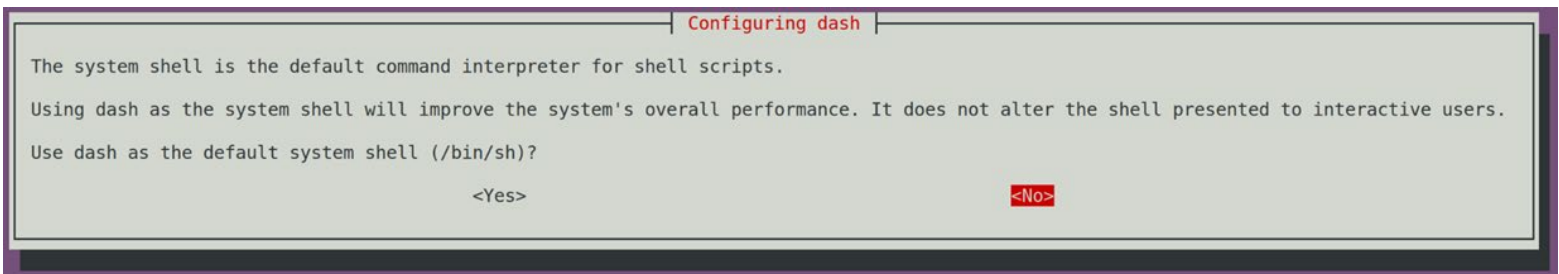 Configuring dash
The system shell is the default command interpreter for shell scripts.
Using dash as the system shell will improve the system's overall performance. It does not alter the shell presented to interactive users.
Use dash as the default system shell (/bin/sh)?
<Yes> <No>